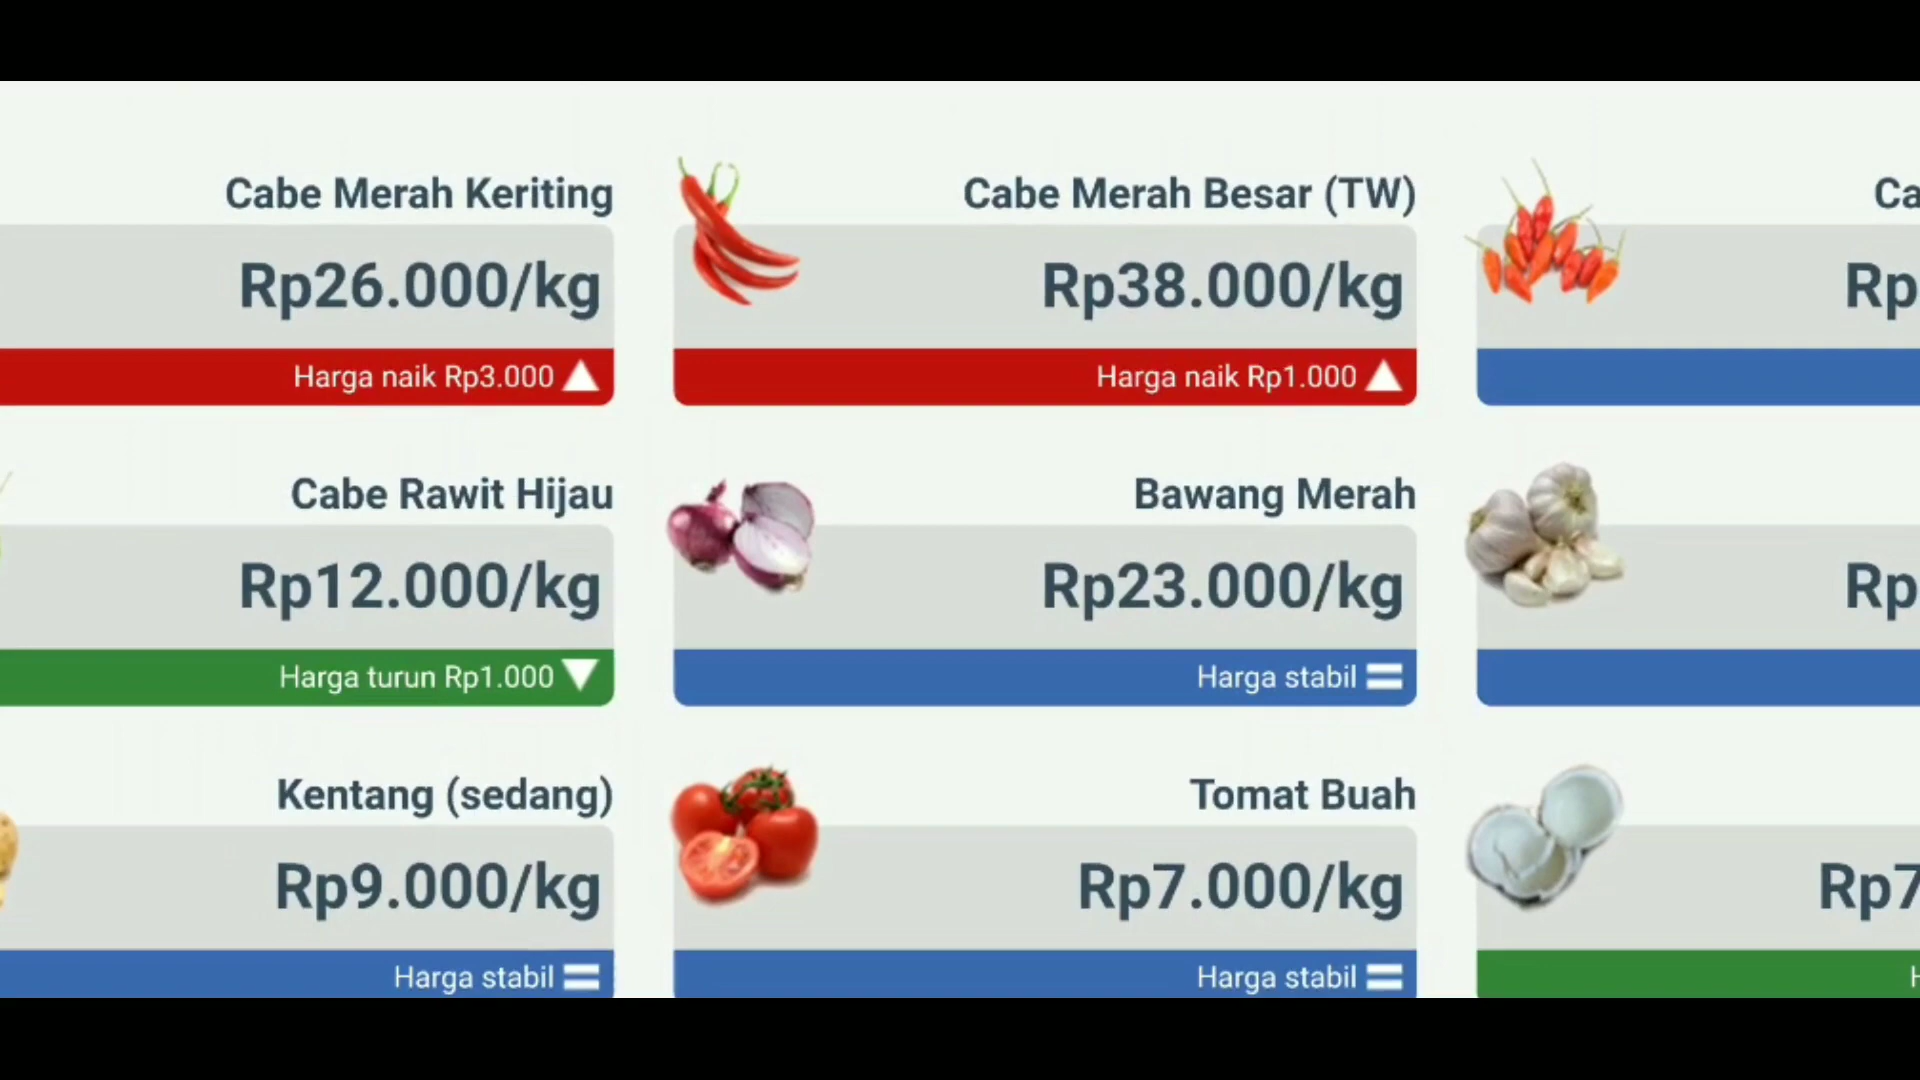 Cabe Merah Keriting
Rp26.000/kg
Harga naik Rp3.000
Cabe Merah Besar (TW)
Rp38.000/kg
Harga naik Rp1.000
Ca
Rp
Cabe Rawit Hijau
Rp12.000/kg
Harga turun Rp1.000
Bawang Merah
Rp23.000/kg
Harga stabil
Rp
Kentang (sedang)
Rp9.000/kg
Harga stabil
Tomat Buah
Rp7.000/kg
Harga stabil
Rp7